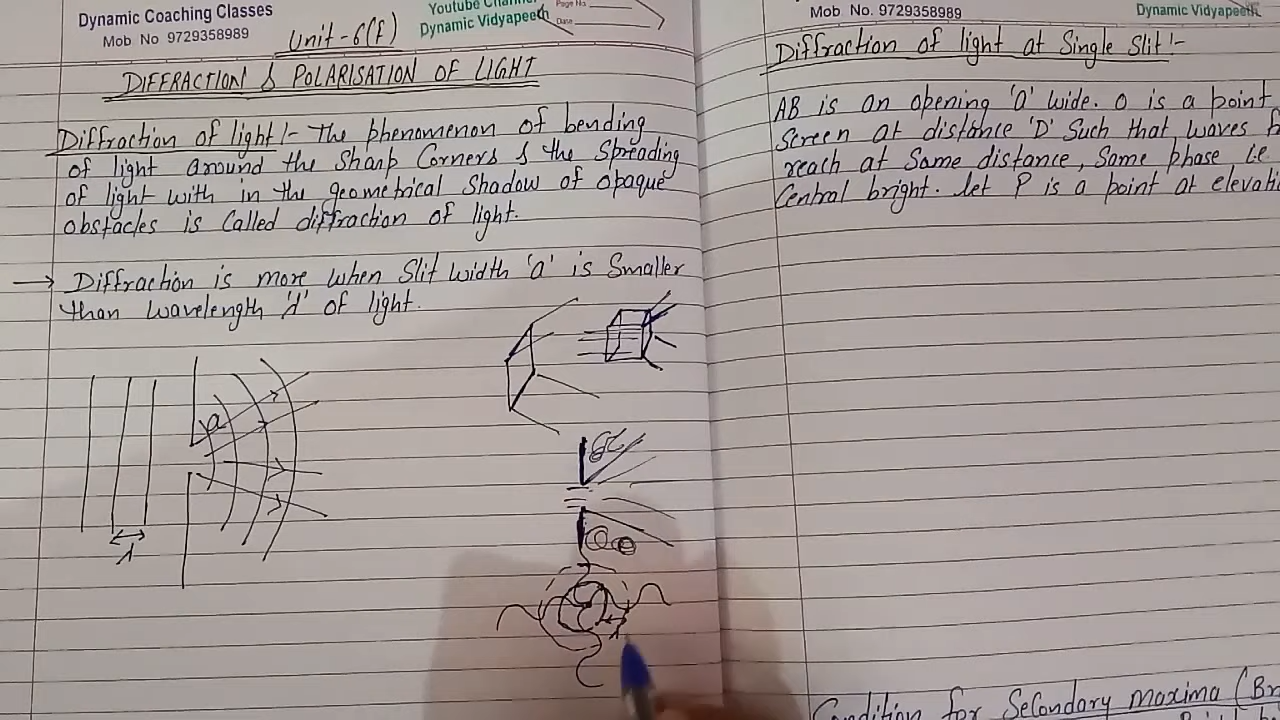 Dynamic Coaching Classes
Mob No. 9729358989
Youtube Channel
Dynamic Vidyapeeth
Page No.
Date
Unit-6(f)
DIFFRACTION & POLARISATION OF LIGHT
Diffraction of light:- The phenomenon of bending
of light around the sharp corners & the spreading
of light with in the geometrical shadow of opaque
obstacles is called diffraction of light.
→ Diffraction is more when slit width 'a' is smaller
than wavelength 'λ' of light.
a
λ
λ
Mob No. 9729358989
Dynamic Vidyapeeth
Diffraction of light at Single Slit:-
AB is an opening 'a' wide. O is a point
Screen at distance 'D' such that waves
reach at same distance, same phase i.e.
Central bright. let P is a point at
Condition for Secondary maxima